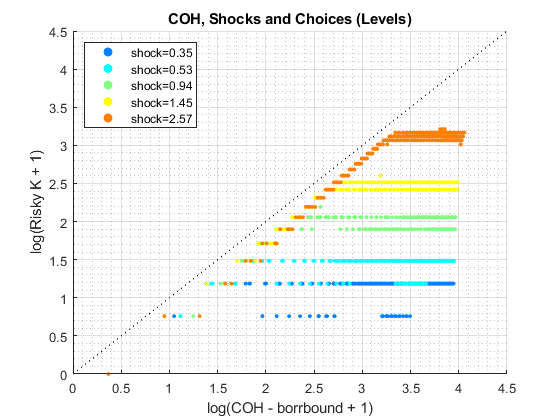 COH, Shocks and Choices (Levels)
4.5
4
3.5
3
2.5
2
1.5
1
0.5
0
log(Risky K + 1)
shock=0.35
shock=0.53
shock=0.94
shock=1.45
shock=2.57
0 0.5 1 1.5 2 2.5 3 3.5 4 4.5
log(COH - borrbound + 1)